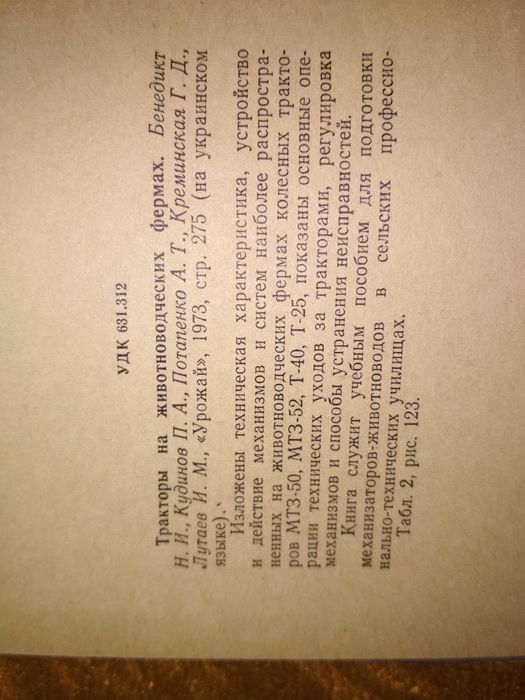 УДК 631.312
Тракторы на животноводческих фермах. Бенедикт
Н. И., Кудинов П. А., Потапенко А. Т., Креминская Г. Д.,
Лутаев И. М., «Урожай», 1973, стр. 275 (на украинском
языке).
Изложены техническая характеристика, устройство
и действие механизмов и систем наиболее распростра-
ненных на животноводческих фермах колесных тракто-
ров МТЗ-50, МТЗ-52, Т-40, Т-25, показаны основные опе-
рации технических уходов за тракторами, регулировка
механизмов и способы устранения неисправностей.
Книга служит учебным пособием для подготовки
механизаторов-животноводов в сельских профессио-
нально-технических училищах.
Табл. 2, рис. 123.